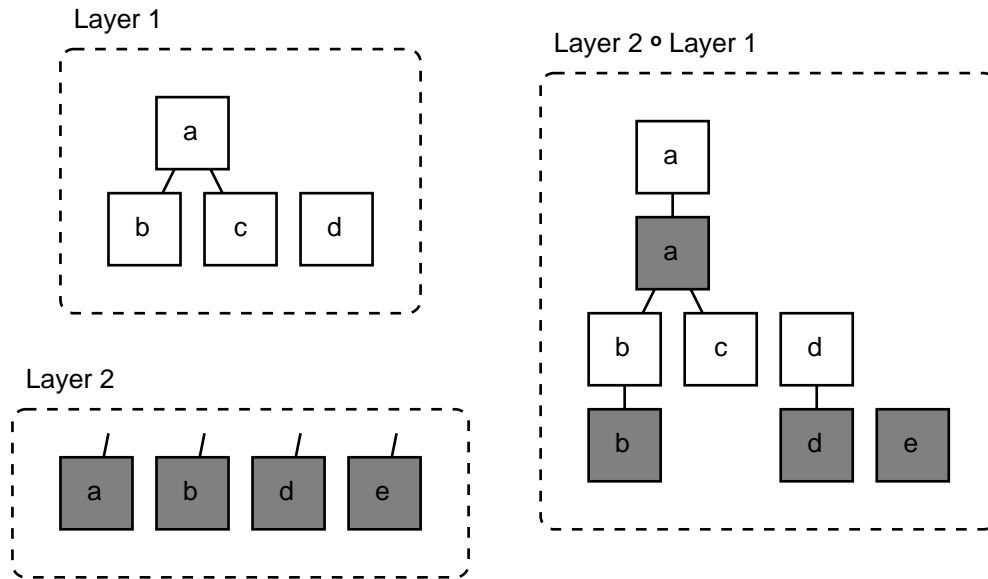 Layer 1
a
b c d
Layer 2
a b d e
Layer 2 o Layer 1
a
a
b c d
b d e